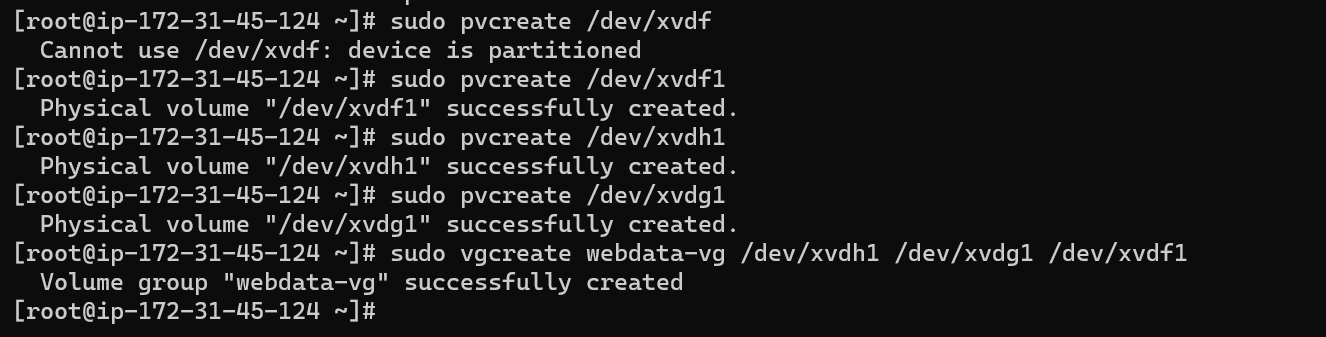 [root@ip-172-31-45-124 ~]# sudo pvcreate /dev/xvdf
  Cannot use /dev/xvdf: device is partitioned
[root@ip-172-31-45-124 ~]# sudo pvcreate /dev/xvdf1
  Physical volume "/dev/xvdf1" successfully created.
[root@ip-172-31-45-124 ~]# sudo pvcreate /dev/xvdh1
  Physical volume "/dev/xvdh1" successfully created.
[root@ip-172-31-45-124 ~]# sudo pvcreate /dev/xvdg1
  Physical volume "/dev/xvdg1" successfully created.
[root@ip-172-31-45-124 ~]# sudo vgcreate webdata-vg /dev/xvdh1 /dev/xvdg1 /dev/xvdf1
  Volume group "webdata-vg" successfully created
[root@ip-172-31-45-124 ~]#